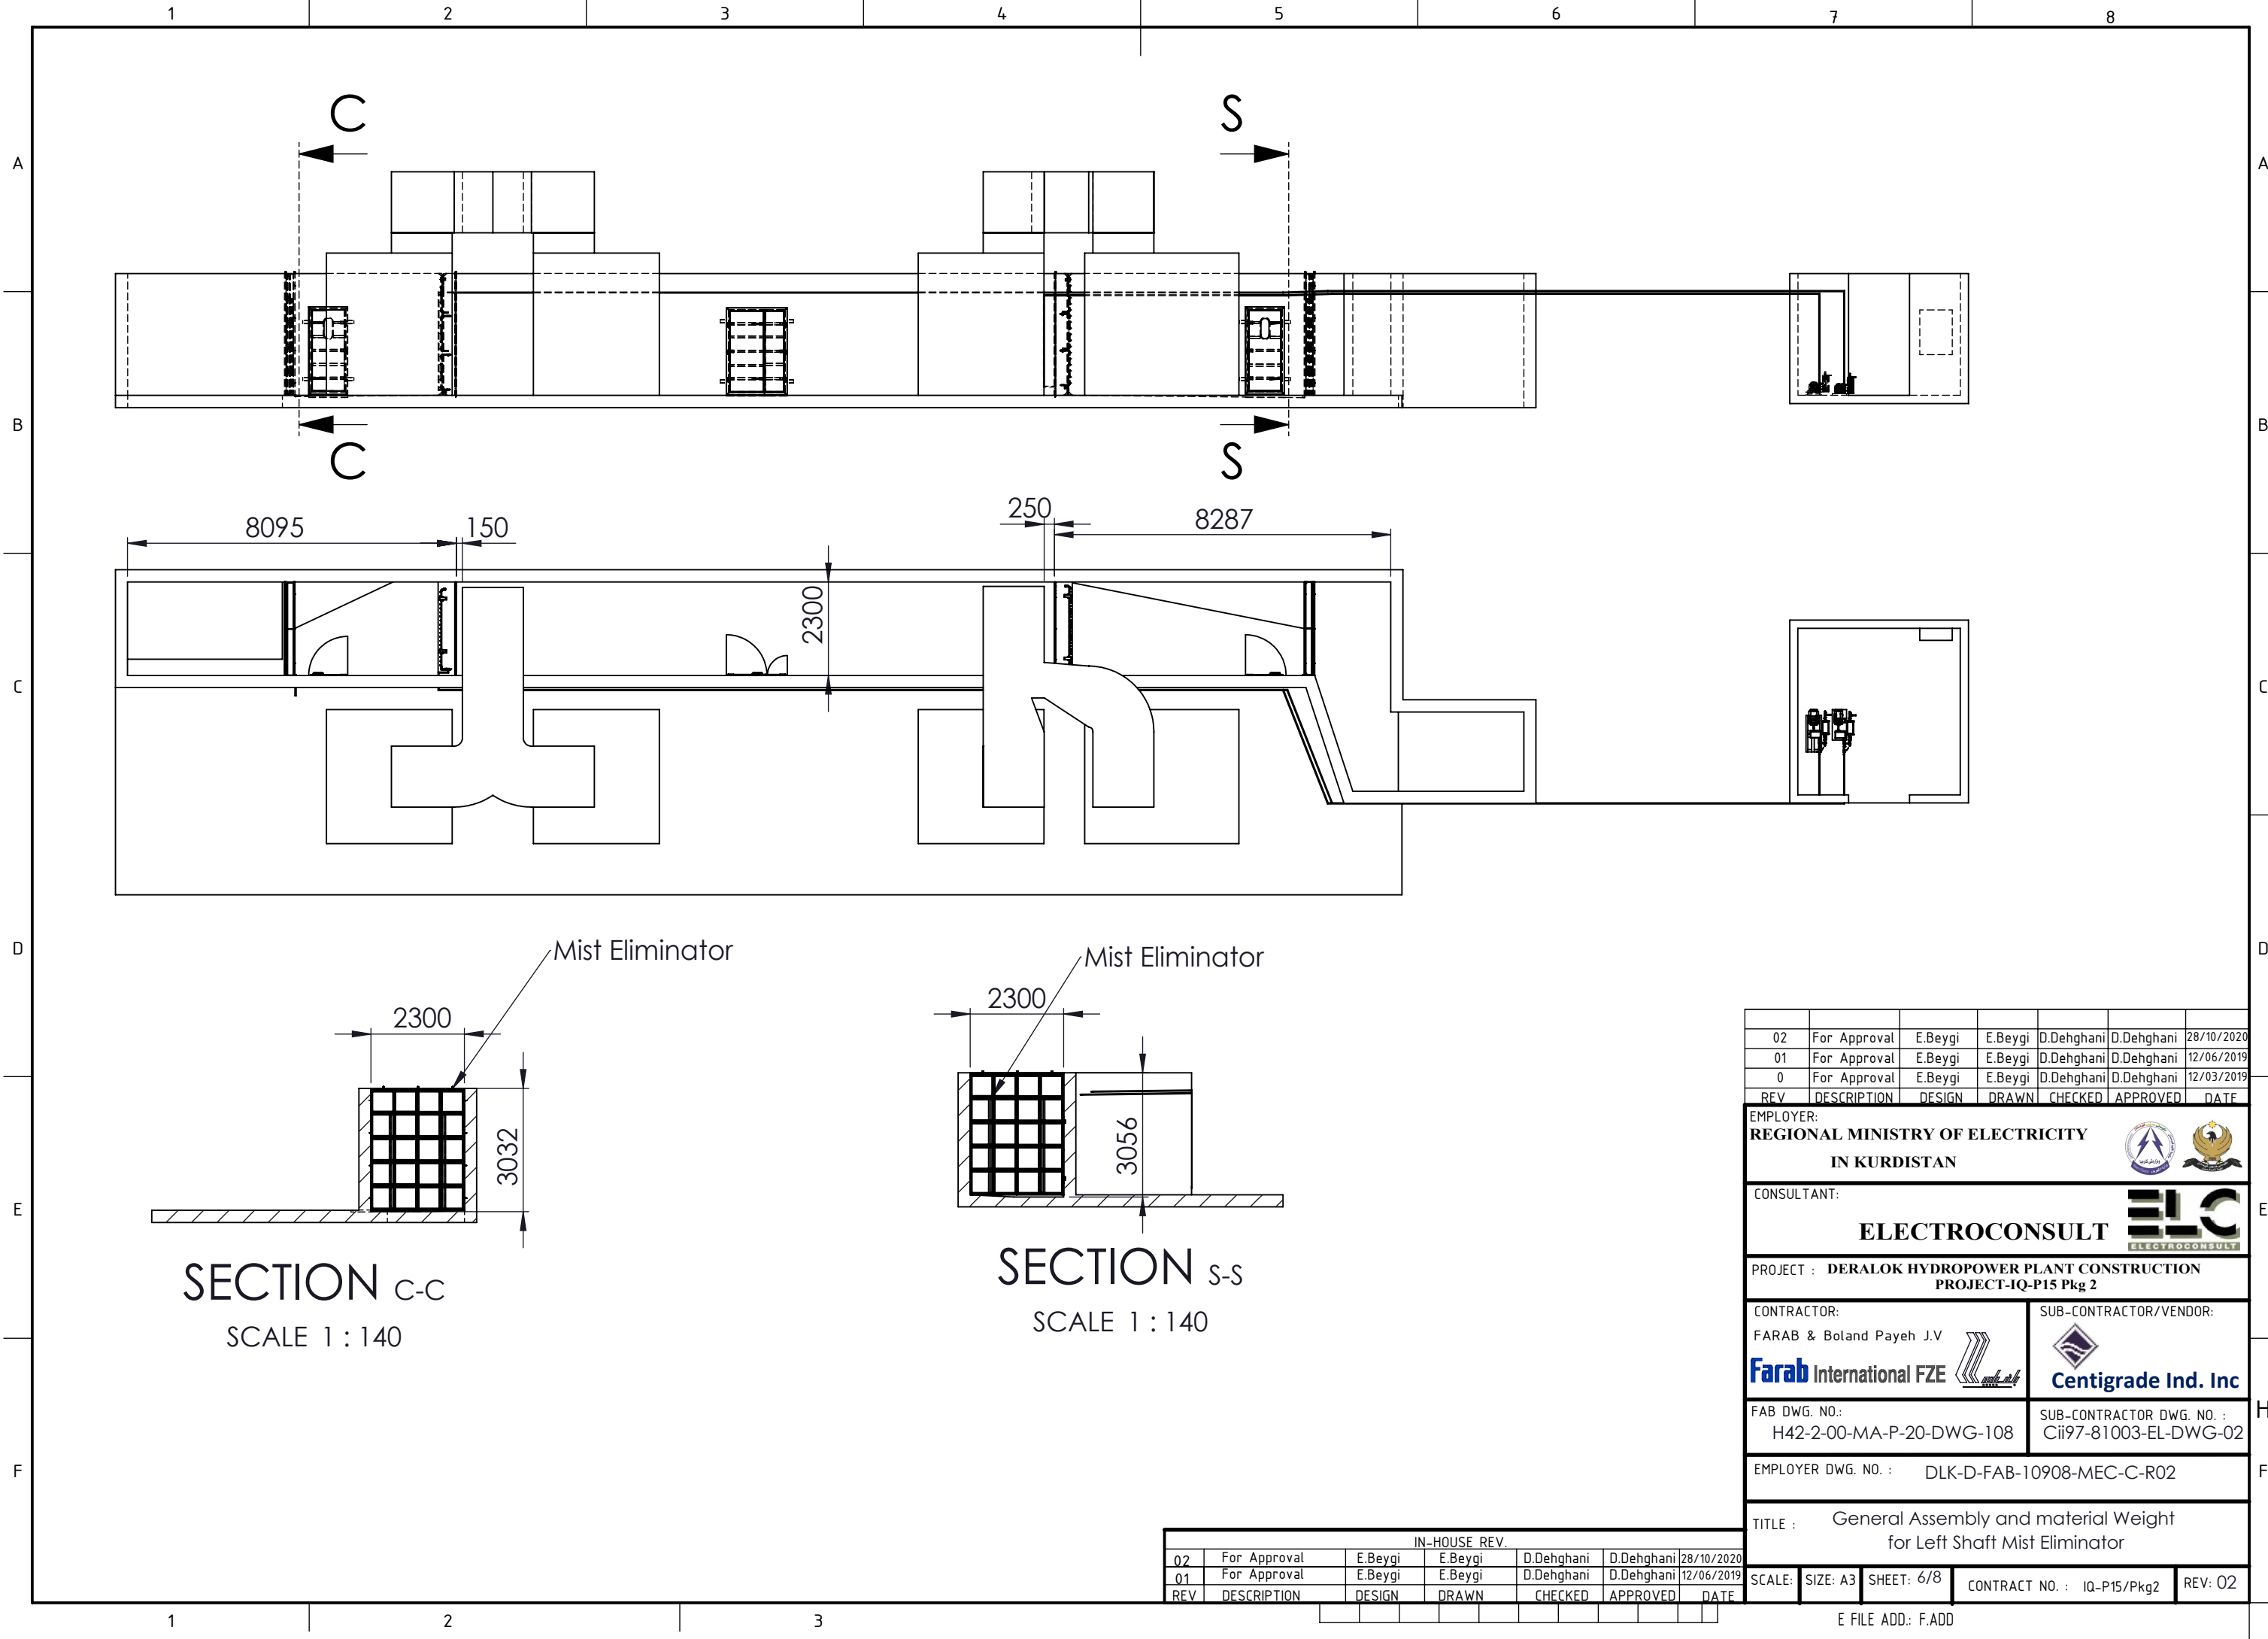 1 2 3 4 5 6 7 8
C S
A A
B B
C S
8095 150 250 8287
2300
C C
D D
Mist Eliminator Mist Eliminator
2300 2300
3032 3056
E E
SECTION C-C
SCALE 1 : 140
SECTION S-S
SCALE 1 : 140
02 For Approval E.Beygi E.Beygi D.Dehghani D.Dehghani 28/10/2020
01 For Approval E.Beygi E.Beygi D.Dehghani D.Dehghani 12/06/2019
0 For Approval E.Beygi E.Beygi D.Dehghani D.Dehghani 12/03/2019
REV DESCRIPTION DESIGN DRAWN CHECKED APPROVED DATE
EMPLOYER:
REGIONAL MINISTRY OF ELECTRICITY
IN KURDISTAN
CONSULTANT:
ELECTROCONSULT
ELC
ELECTROCONSULT
PROJECT : DERALOK HYDROPOWER PLANT CONSTRUCTION
PROJECT-IQ-P15 Pkg 2
CONTRACTOR:
FARAB & Boland Payeh J.V
Farab International FZE
SUB-CONTRACTOR/VENDOR:
Centigrade Ind. Inc
FAB DWG. NO.:
H42-2-00-MA-P-20-DWG-108
SUB-CONTRACTOR DWG. NO. :
Cii97-81003-EL-DWG-02
H
EMPLOYER DWG. NO. : DLK-D-FAB-10908-MEC-C-R02
F F
TITLE : General Assembly and material Weight
for Left Shaft Mist Eliminator
SCALE: SIZE: A3 SHEET: 6/8 CONTRACT NO. : IQ-P15/Pkg2 REV: 02
IN-HOUSE REV.
02 For Approval E.Beygi E.Beygi D.Dehghani D.Dehghani 28/10/2020
01 For Approval E.Beygi E.Beygi D.Dehghani D.Dehghani 12/06/2019
REV DESCRIPTION DESIGN DRAWN CHECKED APPROVED DATE
1 2 3
E FILE ADD.: F.ADD